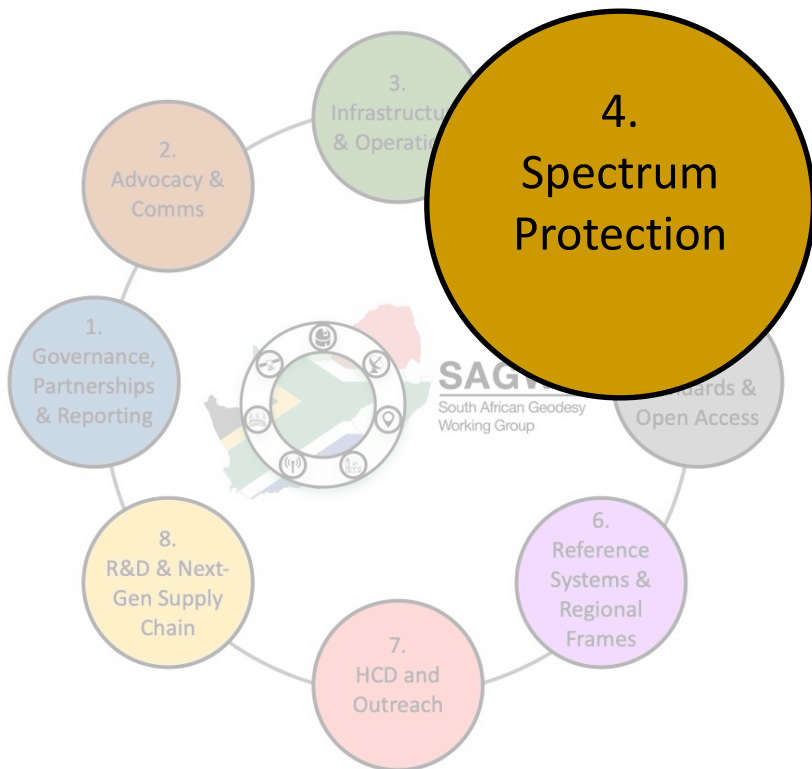 3.
Infrastructu
& Operation
4.
Spectrum
Protection
2.
Advocacy &
Comms
1.
Governance,
Partnerships
& Reporting
SAGW
South African Geodesy
Working Group
ndards &
Open Access
8.
R&D & Next-
Gen Supply
Chain
6.
Reference
Systems &
Regional
Frames
7.
HCD and
Outreach